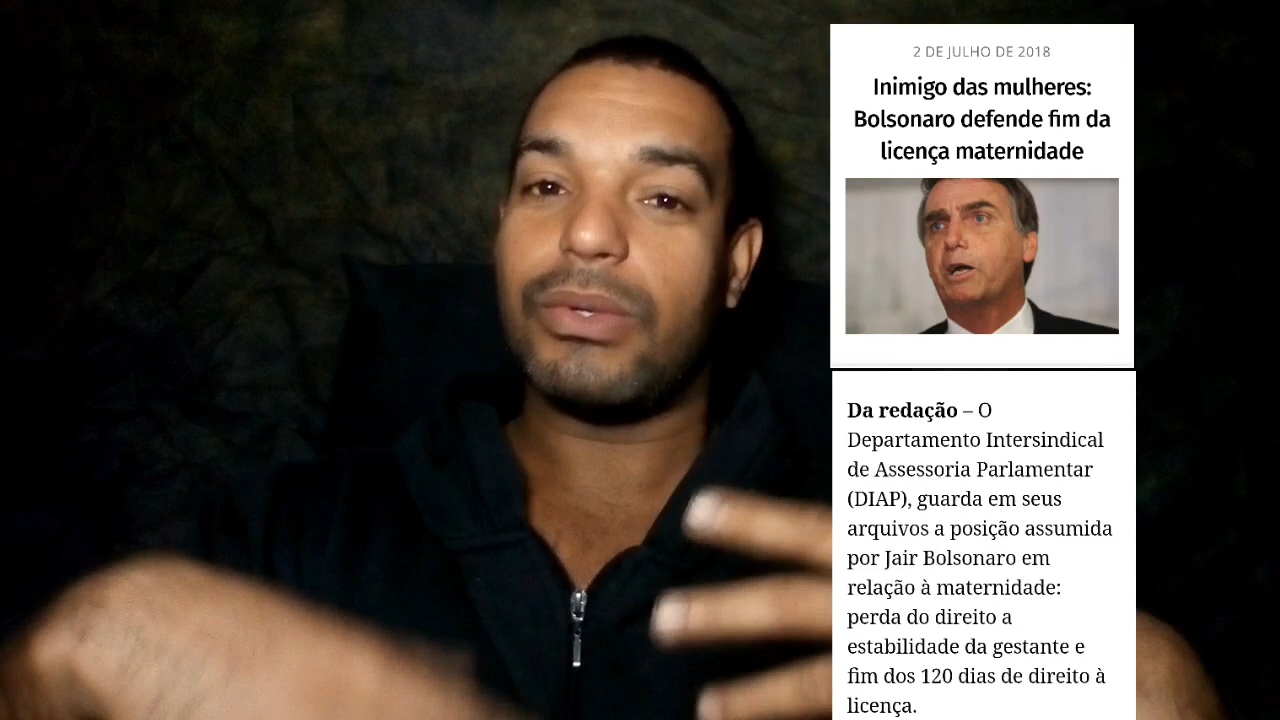 2 DE JULHO DE 2018
Inimigo das mulheres:
Bolsonaro defende fim da
licença maternidade
Da redação – O
Departamento Intersindical
de Assessoria Parlamentar
(DIAP), guarda em seus
arquivos a posição assumida
por Jair Bolsonaro em
relação à maternidade:
perda do direito a
estabilidade da gestante e
fim dos 120 dias de direito à
licença.